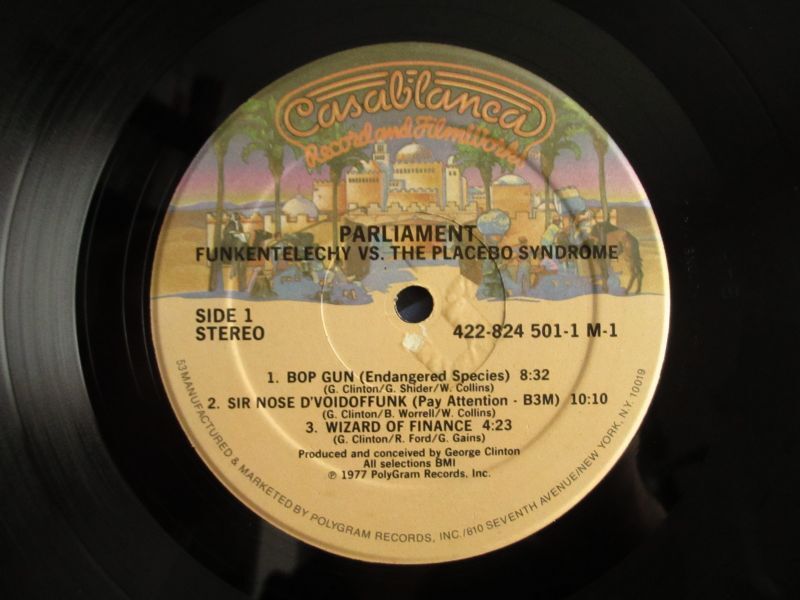 Casablanca
Record and FilmWorks
PARLIAMENT
FUNKENTELECHY VS. THE PLACEBO SYNDROME
SIDE 1
STEREO
422-824 501-1 M-1
1. BOP GUN (Endangered Species) 8:32
(G. Clinton/G. Shider/W. Collins)
2. SIR NOSE D'VOIDOFFUNK (Pay Attention - B3M) 10:10
(G. Clinton/B. Worrell/W. Collins)
3. WIZARD OF FINANCE 4:23
(G. Clinton/R. Ford/G. Gains)
Produced and conceived by George Clinton
All selections BMI
℗ 1977 PolyGram Records, Inc.
53 MANUFACTURED & MARKETED BY POLYGRAM RECORDS, INC./810 SEVENTH AVENUE/NEW YORK, N.Y. 10019